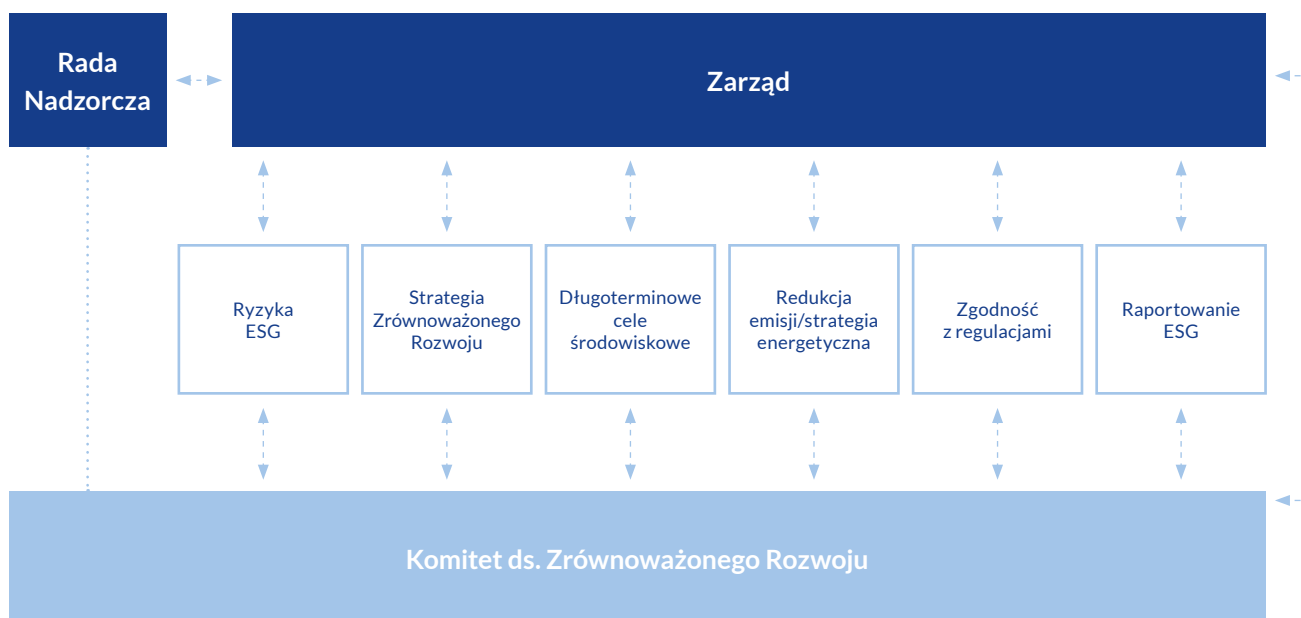 Rada
Nadzorcza
Zarząd
Ryzyka
ESG
Strategia
Zrównoważonego
Rozwoju
Długoterminowe
cele
środowiskowe
Redukcja
emisji/strategia
energetyczna
Zgodność
z regulacjami
Raportowanie
ESG
Komitet ds. Zrównoważonego Rozwoju